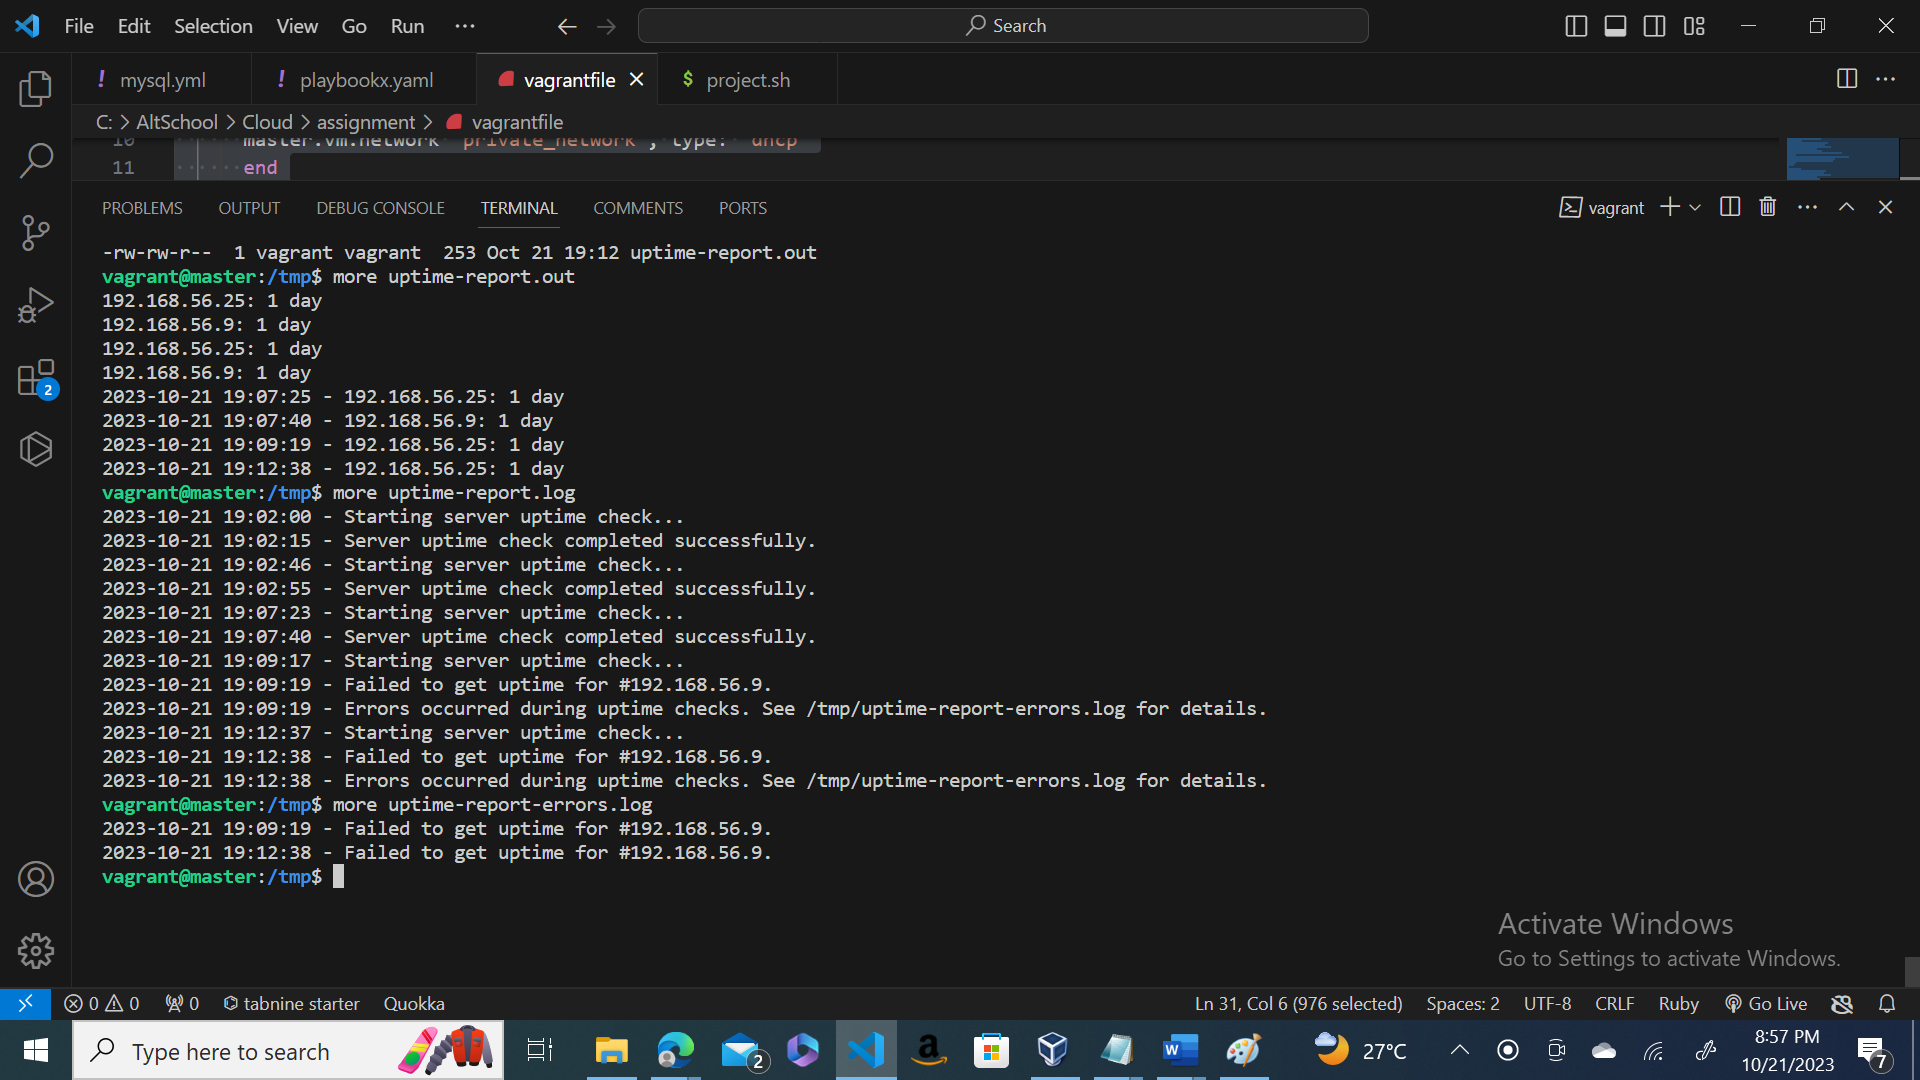 File Edit Selection View Go Run ··· Search
mysql.yml playbookx.yaml vagrantfile project.sh
C: > AltSchool > Cloud > assignment > vagrantfile
10 master.vm.network "private_network", type: "dhcp"
11 end
PROBLEMS OUTPUT DEBUG CONSOLE TERMINAL COMMENTS PORTS vagrant
-rw-rw-r--  1 vagrant vagrant  253 Oct 21 19:12 uptime-report.out
vagrant@master:/tmp$ more uptime-report.out
192.168.56.25: 1 day
192.168.56.9: 1 day
192.168.56.25: 1 day
192.168.56.9: 1 day
2023-10-21 19:07:25 - 192.168.56.25: 1 day
2023-10-21 19:07:40 - 192.168.56.9: 1 day
2023-10-21 19:09:19 - 192.168.56.25: 1 day
2023-10-21 19:12:38 - 192.168.56.25: 1 day
vagrant@master:/tmp$ more uptime-report.log
2023-10-21 19:02:00 - Starting server uptime check...
2023-10-21 19:02:15 - Server uptime check completed successfully.
2023-10-21 19:02:46 - Starting server uptime check...
2023-10-21 19:02:55 - Server uptime check completed successfully.
2023-10-21 19:07:23 - Starting server uptime check...
2023-10-21 19:07:40 - Server uptime check completed successfully.
2023-10-21 19:09:17 - Starting server uptime check...
2023-10-21 19:09:19 - Failed to get uptime for #192.168.56.9.
2023-10-21 19:09:19 - Errors occurred during uptime checks. See /tmp/uptime-report-errors.log for details.
2023-10-21 19:12:37 - Starting server uptime check...
2023-10-21 19:12:38 - Failed to get uptime for #192.168.56.9.
2023-10-21 19:12:38 - Errors occurred during uptime checks. See /tmp/uptime-report-errors.log for details.
vagrant@master:/tmp$ more uptime-report-errors.log
2023-10-21 19:09:19 - Failed to get uptime for #192.168.56.9.
2023-10-21 19:12:38 - Failed to get uptime for #192.168.56.9.
vagrant@master:/tmp$
2
Activate Windows
Go to Settings to activate Windows.
0 0 0 tabnine starter Quokka Ln 31, Col 6 (976 selected) Spaces: 2 UTF-8 CRLF Ruby Go Live
Type here to search 2 27°C 8:57 PM
10/21/2023 7